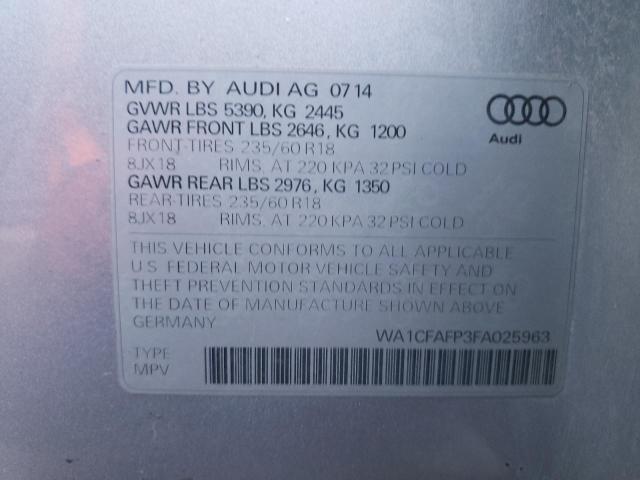 MFD. BY AUDI AG 07 14
GVWR LBS 5390, KG 2445
GAWR FRONT LBS 2646, KG 1200
FRONT-TIRES 235/60 R18
8JX18 RIMS, AT 220 KPA 32 PSI COLD
GAWR REAR LBS 2976, KG 1350
REAR-TIRES 235/60 R18
8JX18 RIMS, AT 220 KPA 32 PSI COLD
Audi
THIS VEHICLE CONFORMS TO ALL APPLICABLE
U.S. FEDERAL MOTOR VEHICLE SAFETY AND
THEFT PREVENTION STANDARDS IN EFFECT ON
THE DATE OF MANUFACTURE SHOWN ABOVE
GERMANY
WA1CFAFP3FA025963
TYPE
MPV